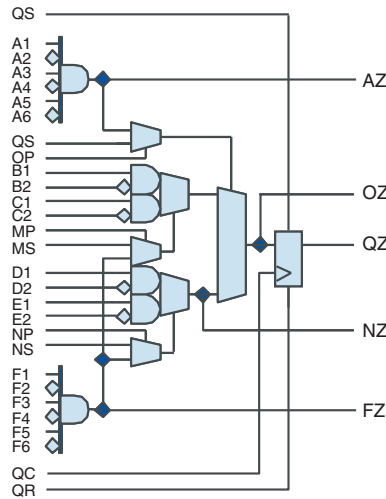 QS
A1
A2
A3
A4
A5
A6
AZ
QS
OP
B1
B2
C1
C2
MP
MS
OZ
QZ
D1
D2
E1
E2
NP
NS
NZ
F1
F2
F3
F4
F5
F6
FZ
QC
QR